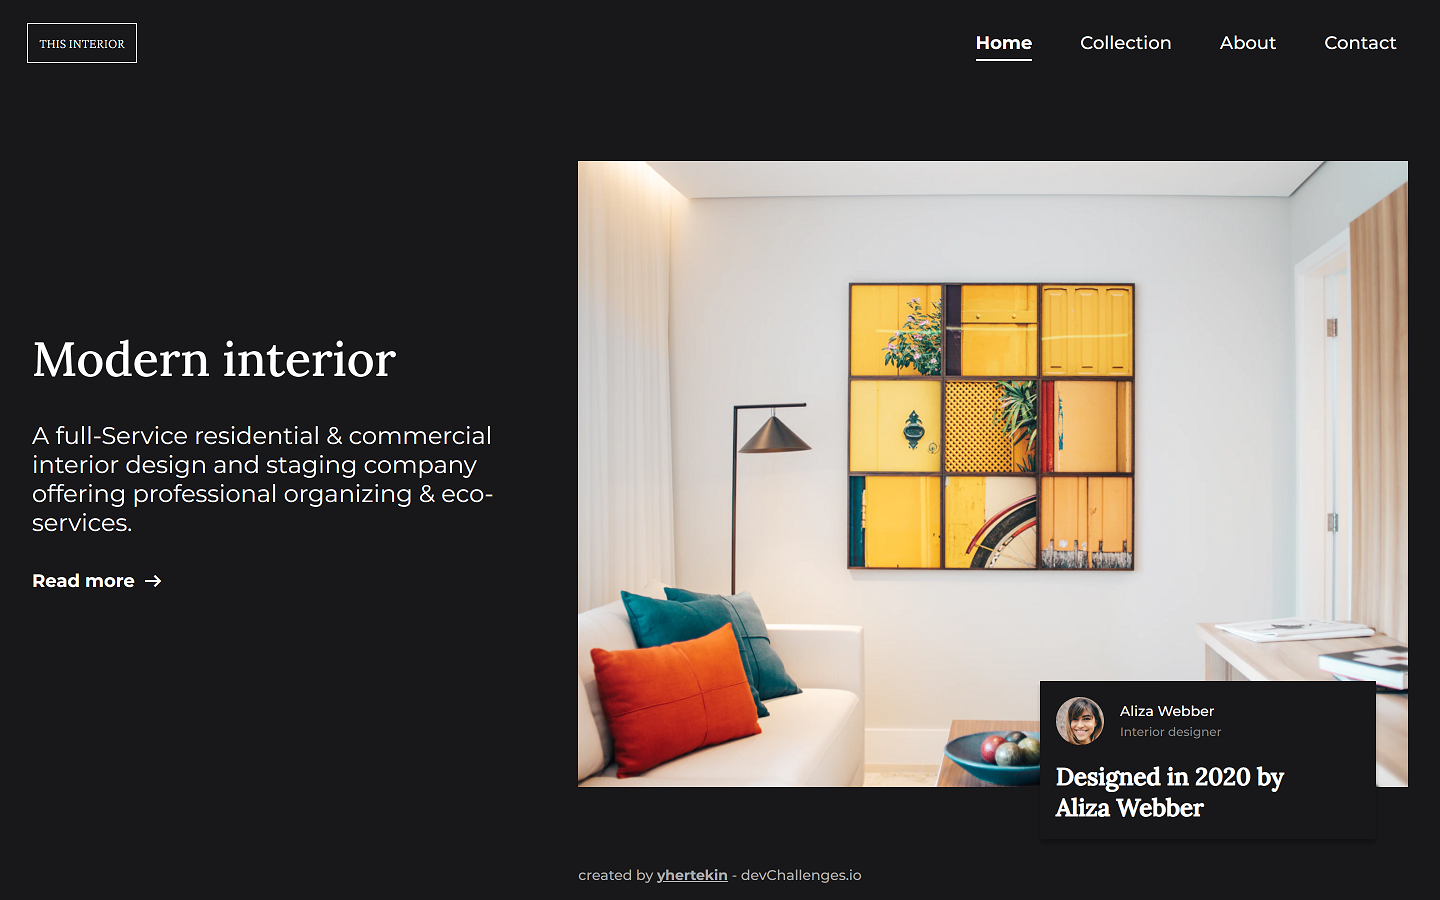 THIS INTERIOR
Home
Collection
About
Contact
Modern interior
A full-Service residential & commercial
interior design and staging company
offering professional organizing & eco-
services.
Read more →
Aliza Webber
Interior designer
Designed in 2020 by
Aliza Webber
created by yhertekin - devChallenges.io